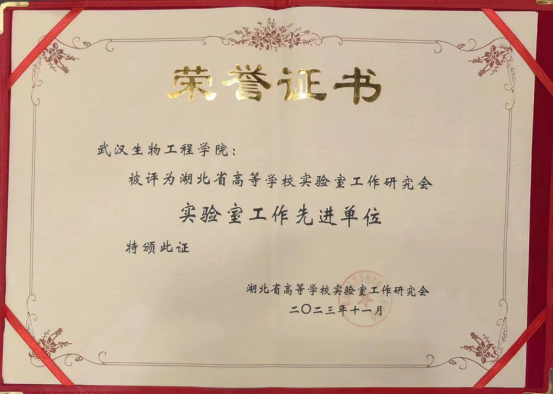 荣誉证书
武汉生物工程学院：
被评为湖北省高等学校实验室工作研究会
实验室工作先进单位
特颁此证
湖北省高等学校实验室工作研究会
二〇二三年十一月